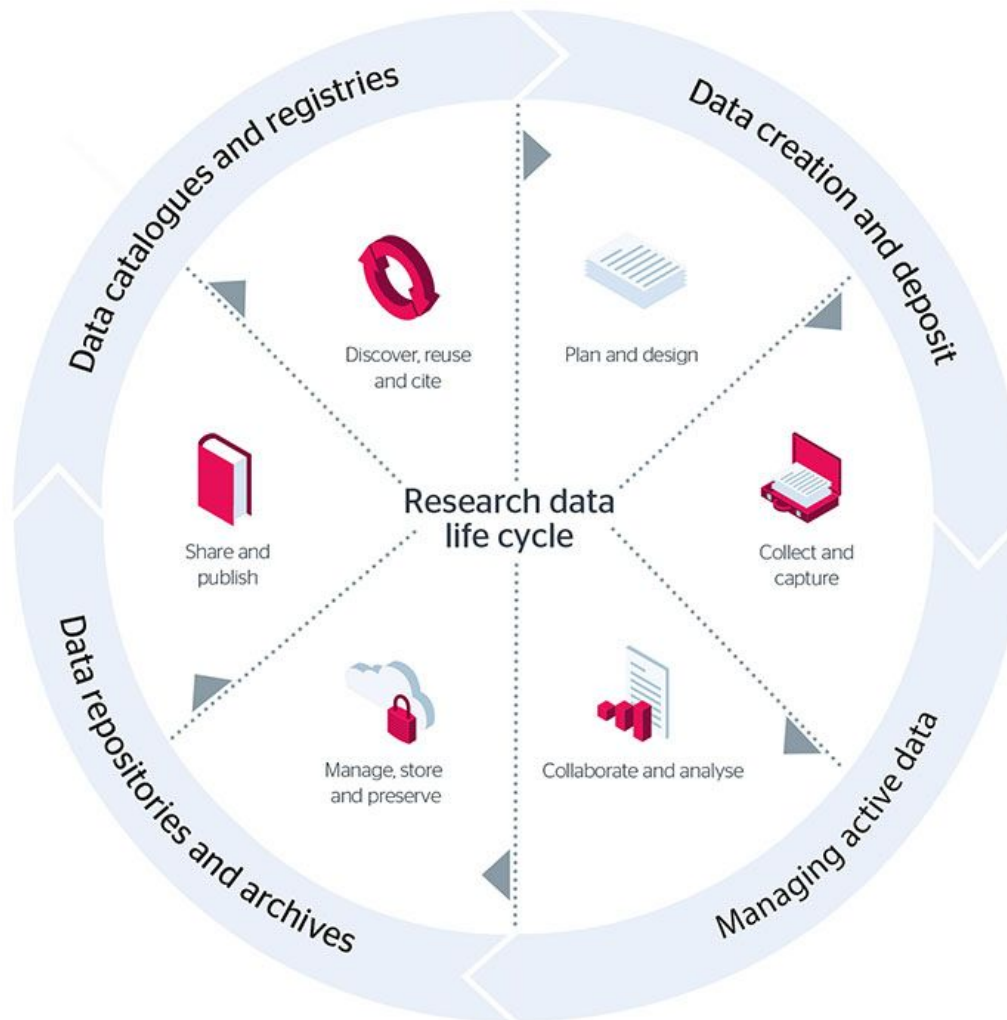 Data catalogues and registries
Data creation and deposit
Discover, reuse
and cite
Plan and design
Research data
life cycle
Share and
publish
Collect and
capture
Manage, store
and preserve
Collaborate and analyse
Data repositories and archives
Managing active data